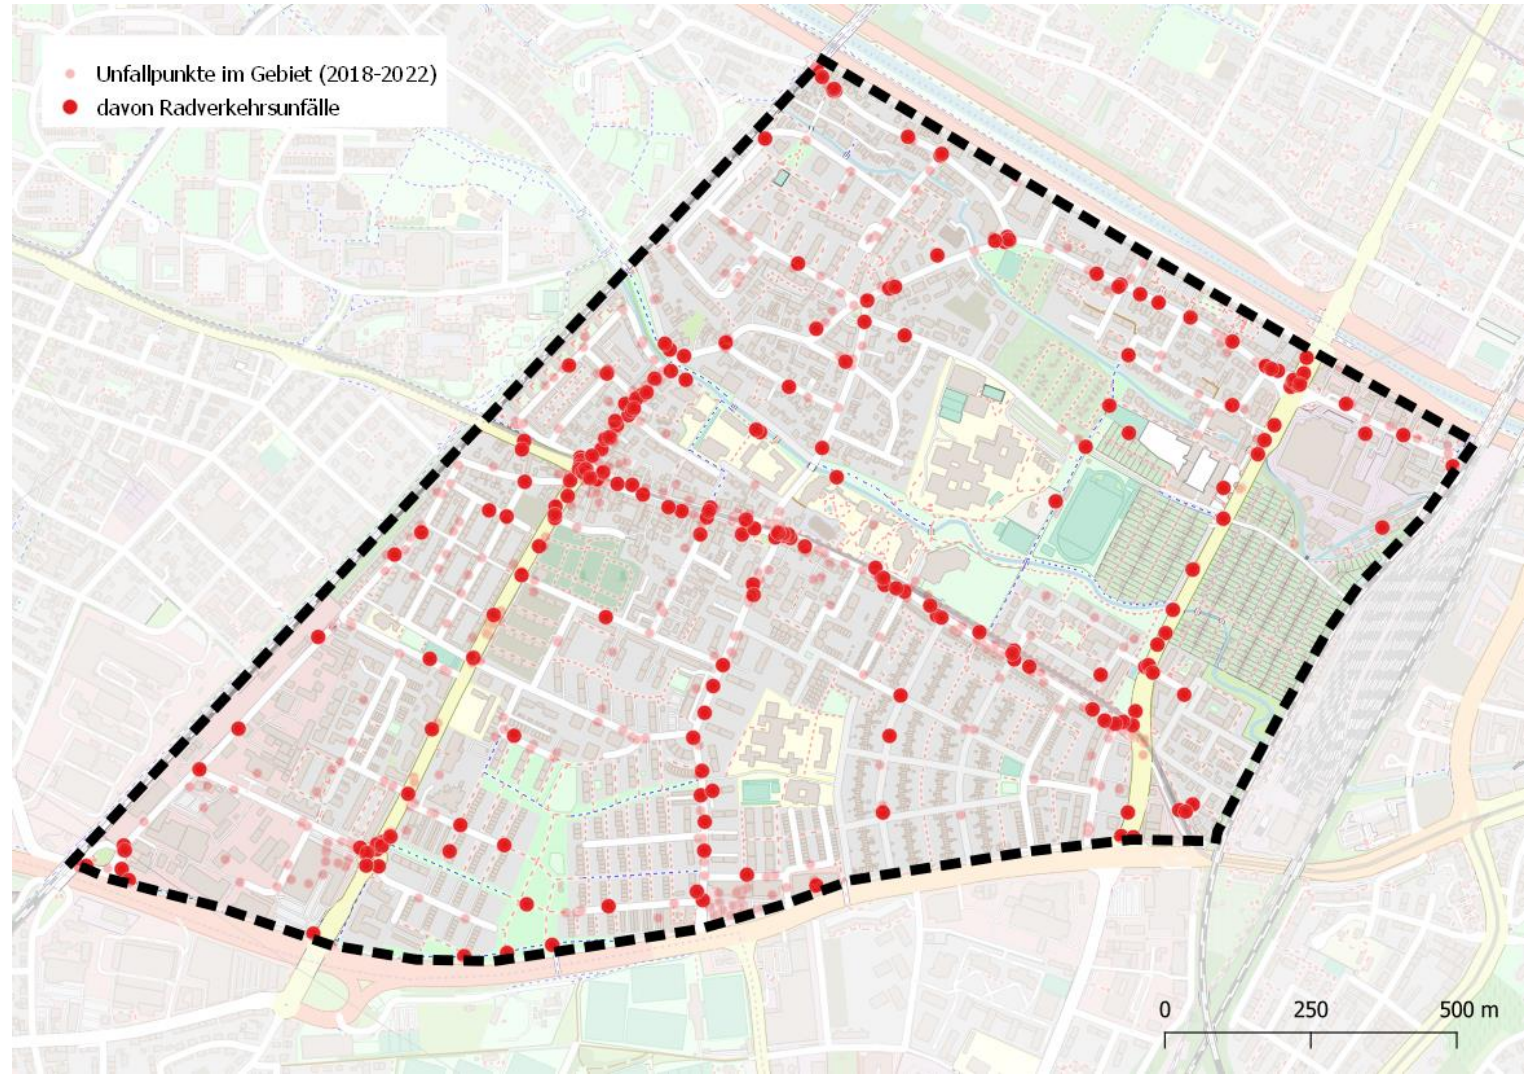 Unfallpunkte im Gebiet (2018-2022)
davon Radverkehrsunfälle
0 250 500 m